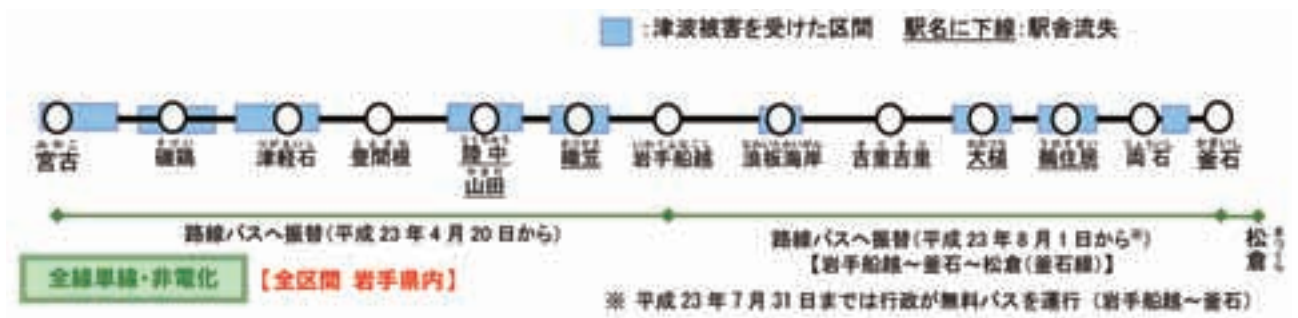 :津波被害を受けた区間 駅名に下線:駅舎流失
宮古 磯鶏 津軽石 豊間根 陸中山田 織笠 岩手船越 浪板海岸 吉里吉里 大槌 鵜住居 両石 釜石
路線バスへ振替(平成23年4月20日から)
路線バスへ振替(平成23年8月1日から※)
【岩手船越～釜石～松倉(釜石線)】
松倉
まつくら
全線単線・非電化 【全区間 岩手県内】
※ 平成23年7月31日までは行政が無料バスを運行(岩手船越～釜石)